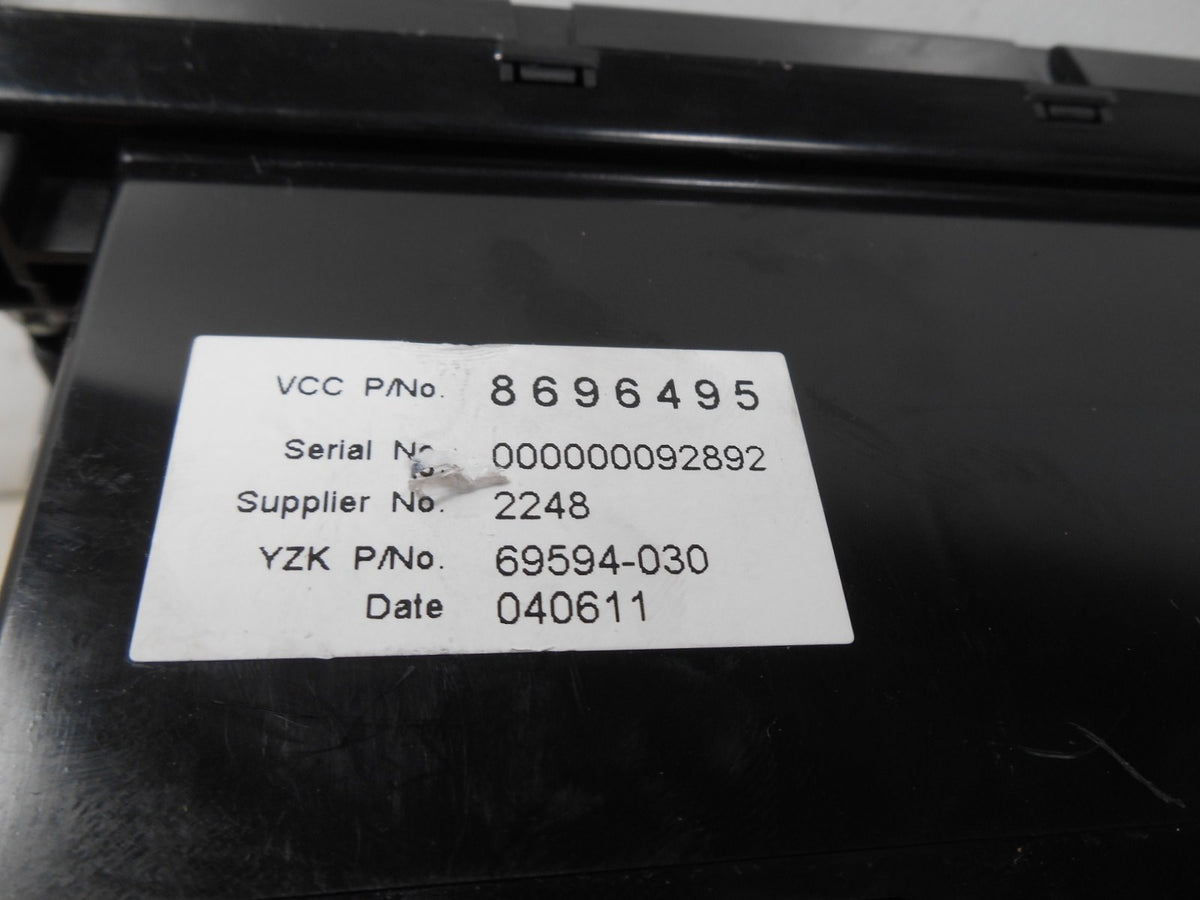 VCC P/No. 8696495
Serial No. 000000092892
Supplier No. 2248
YZK P/No. 69594-030
Date 040611